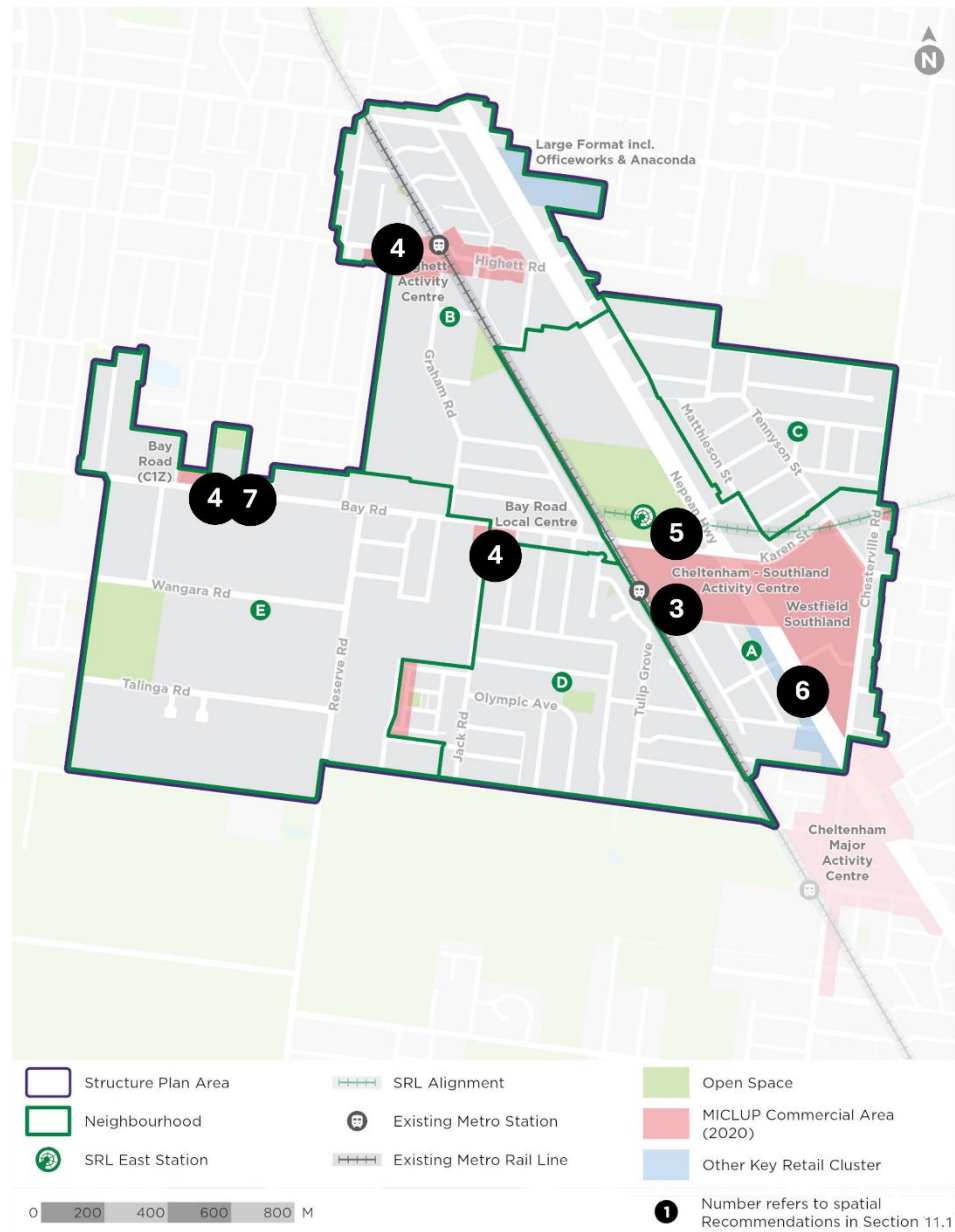 N
Large Format incl.
Officeworks & Anaconda
4
Highett Rd
Activity
Centre
B
Graham Rd
Matthieson St
Tennyson St
C
Bay
Road
(C1Z)
4
7
Bay Rd
Bay Road
Local Centre
4
Nepean Hwy
5
Karen St
Chesterville Rd
Cheltenham - Southland
Activity Centre
3
Westfield
Southland
Wangara Rd
E
A
6
Talinga Rd
Reserve Rd
D
Olympic Ave
Jack Rd
Tulip Grove
Cheltenham
Major
Activity
Centre
Structure Plan Area
Neighbourhood
SRL East Station
SRL Alignment
Existing Metro Station
Existing Metro Rail Line
Open Space
MICLUP Commercial Area
(2020)
Other Key Retail Cluster
0 200 400 600 800 M
1 Number refers to spatial
Recommendations in Section 11.1